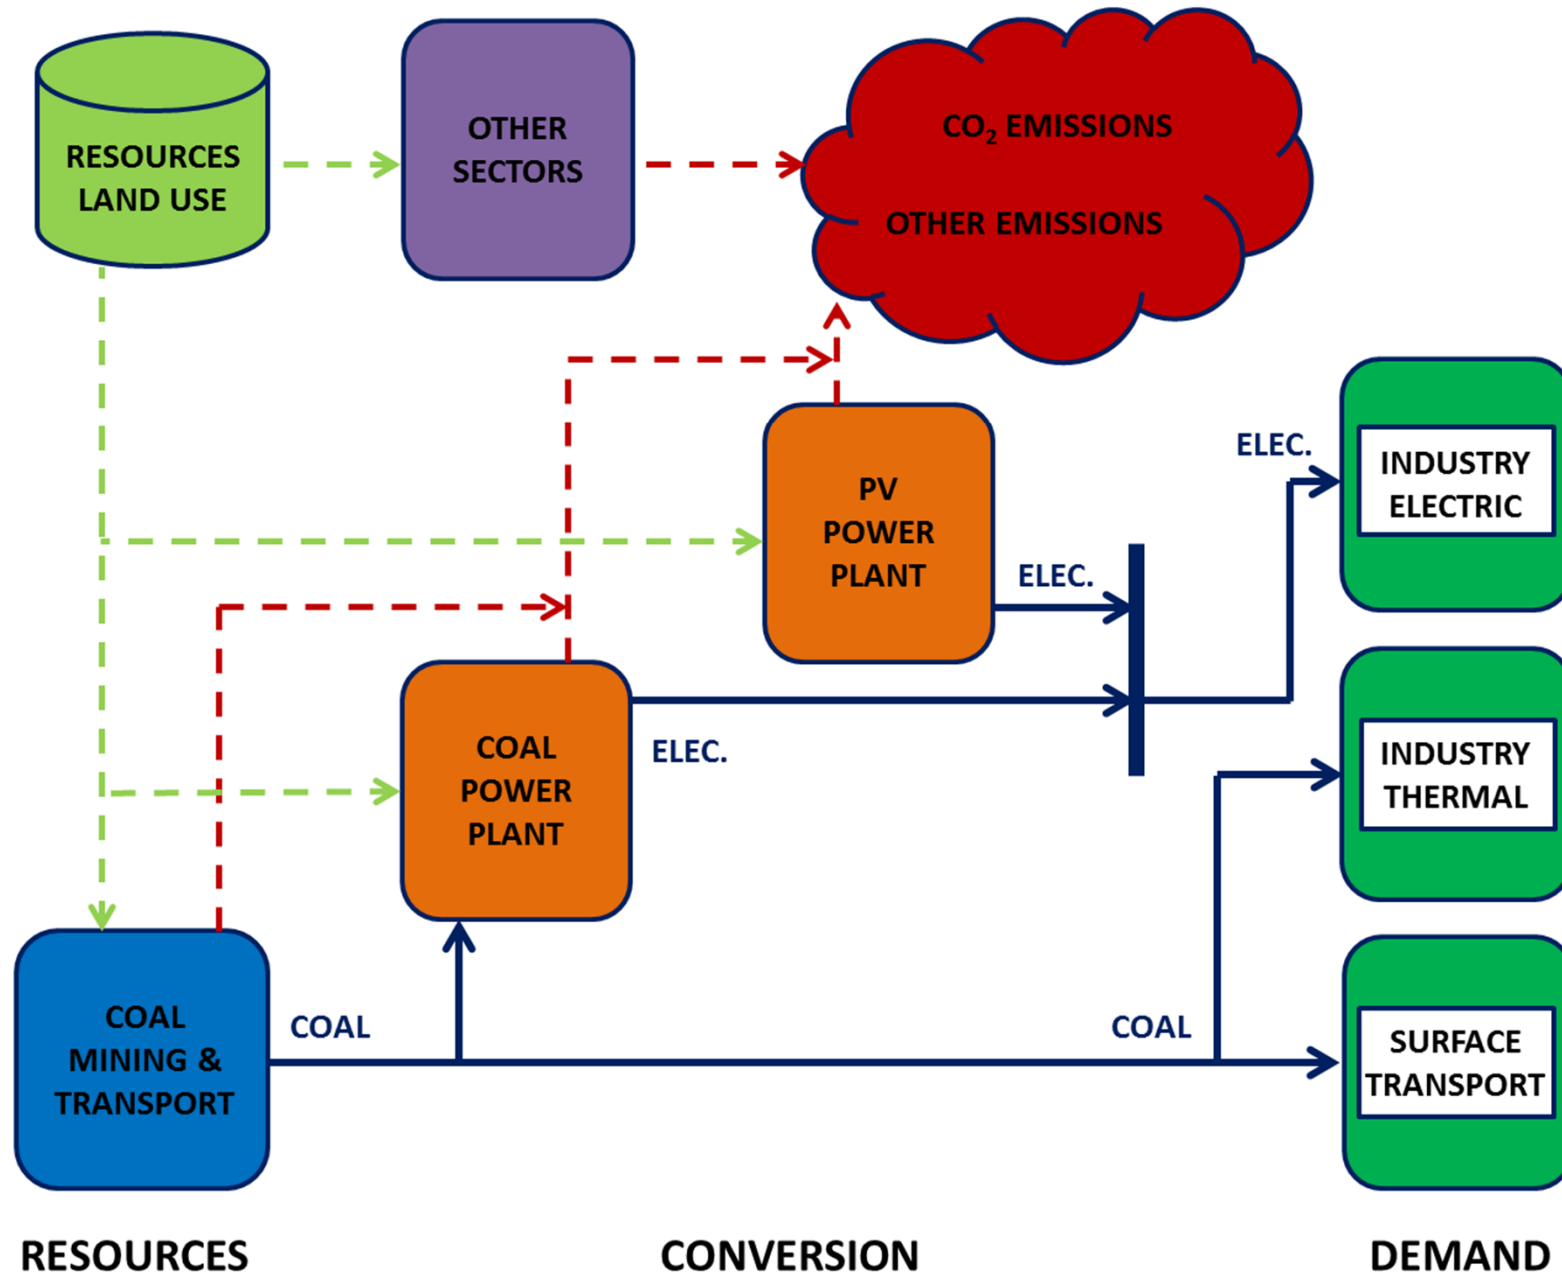 RESOURCES
LAND USE
OTHER
SECTORS
CO₂ EMISSIONS
OTHER EMISSIONS
PV
POWER
PLANT
ELEC.
ELEC.
INDUSTRY
ELECTRIC
COAL
POWER
PLANT
ELEC.
INDUSTRY
THERMAL
COAL
MINING &
TRANSPORT
COAL
COAL
SURFACE
TRANSPORT
RESOURCES
CONVERSION
DEMAND